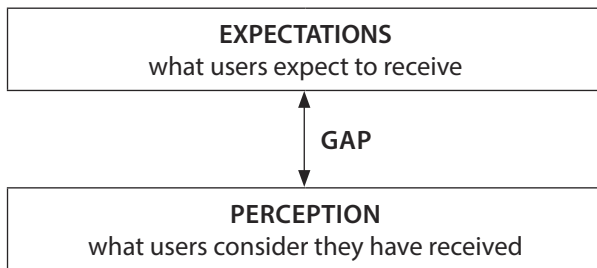 EXPECTATIONS
what users expect to receive
GAP
PERCEPTION
what users consider they have received